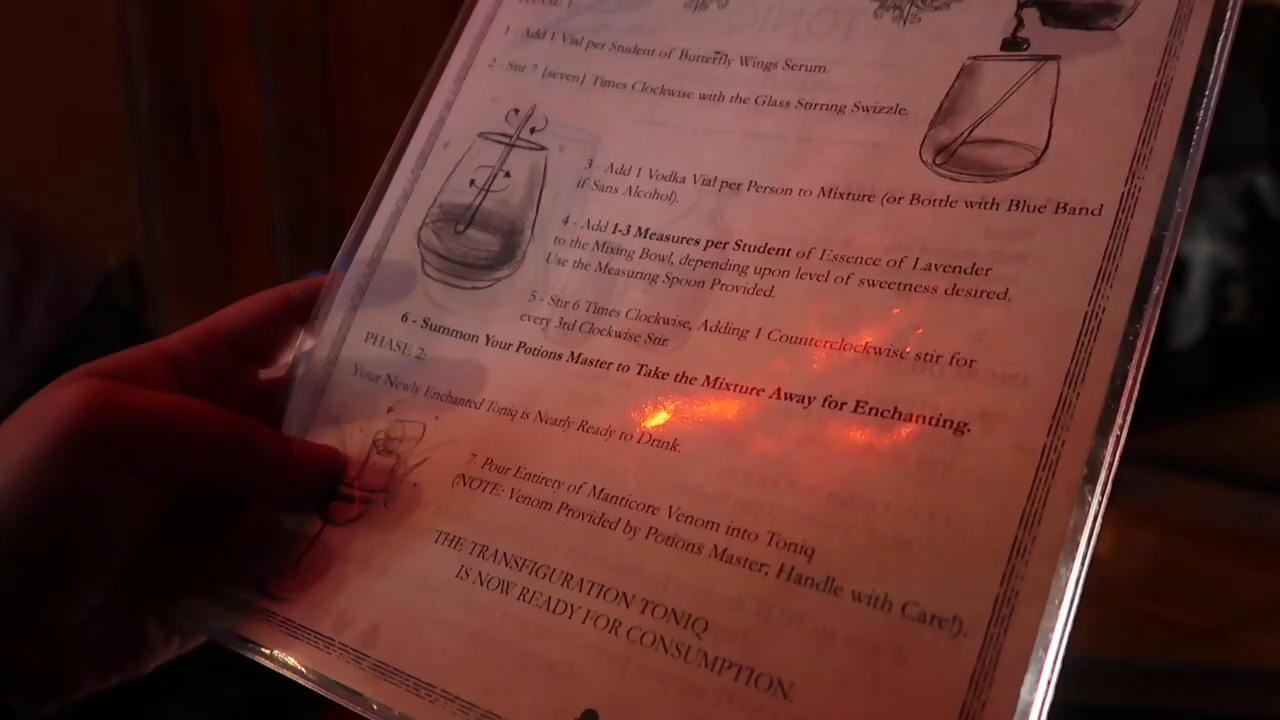 PHASE 1
1 - Add 1 Vial per Student of Butterfly Wings Serum.
2 - Stir 7 {seven} Times Clockwise with the Glass Stirring Swizzle.
3 - Add 1 Vodka Vial per Person to Mixture (or Bottle with Blue Band
if Sans Alcohol).
4 - Add 1-3 Measures per Student of Essence of Lavender
to the Mixing Bowl, depending upon level of sweetness desired.
Use the Measuring Spoon Provided.
5 - Stir 6 Times Clockwise, Adding 1 Counterclockwise stir for
every 3rd Clockwise Stir.
6 - Summon Your Potions Master to Take the Mixture Away for Enchanting.
PHASE 2:
Your Newly Enchanted Toniq is Nearly Ready to Drink.
7- Pour Entirety of Manticore Venom into Toniq
(NOTE: Venom Provided by Potions Master; Handle with Care!).
THE TRANSFIGURATION TONIQ
IS NOW READY FOR CONSUMPTION.